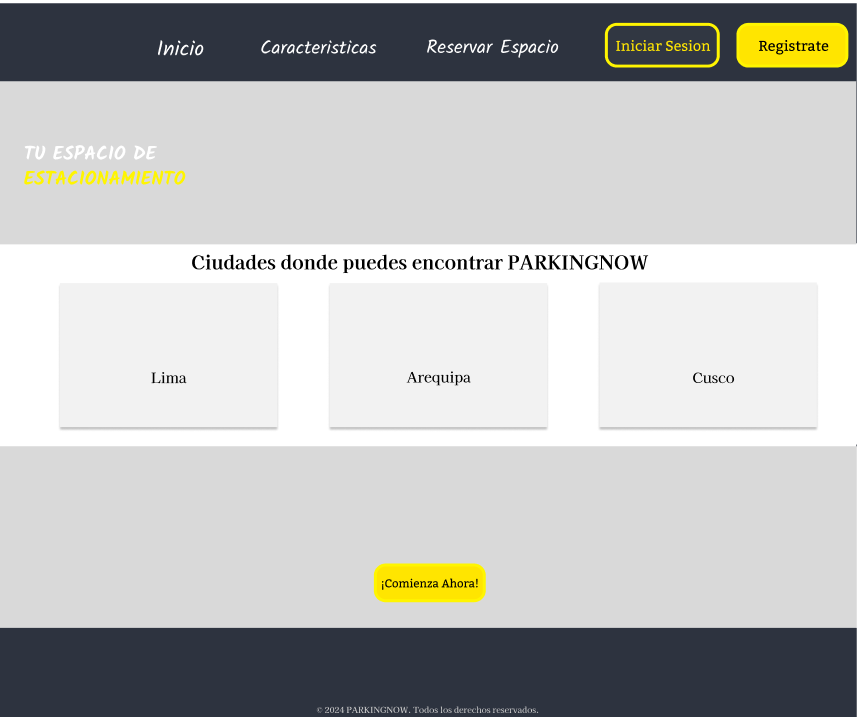 Inicio
Caracteristicas
Reservar Espacio
Iniciar Sesion
Registrate
TU ESPACIO DE
ESTACIONAMIENTO
Ciudades donde puedes encontrar PARKINGNOW
Lima
Arequipa
Cusco
¡Comienza Ahora!
© 2024 PARKINGNOW. Todos los derechos reservados.